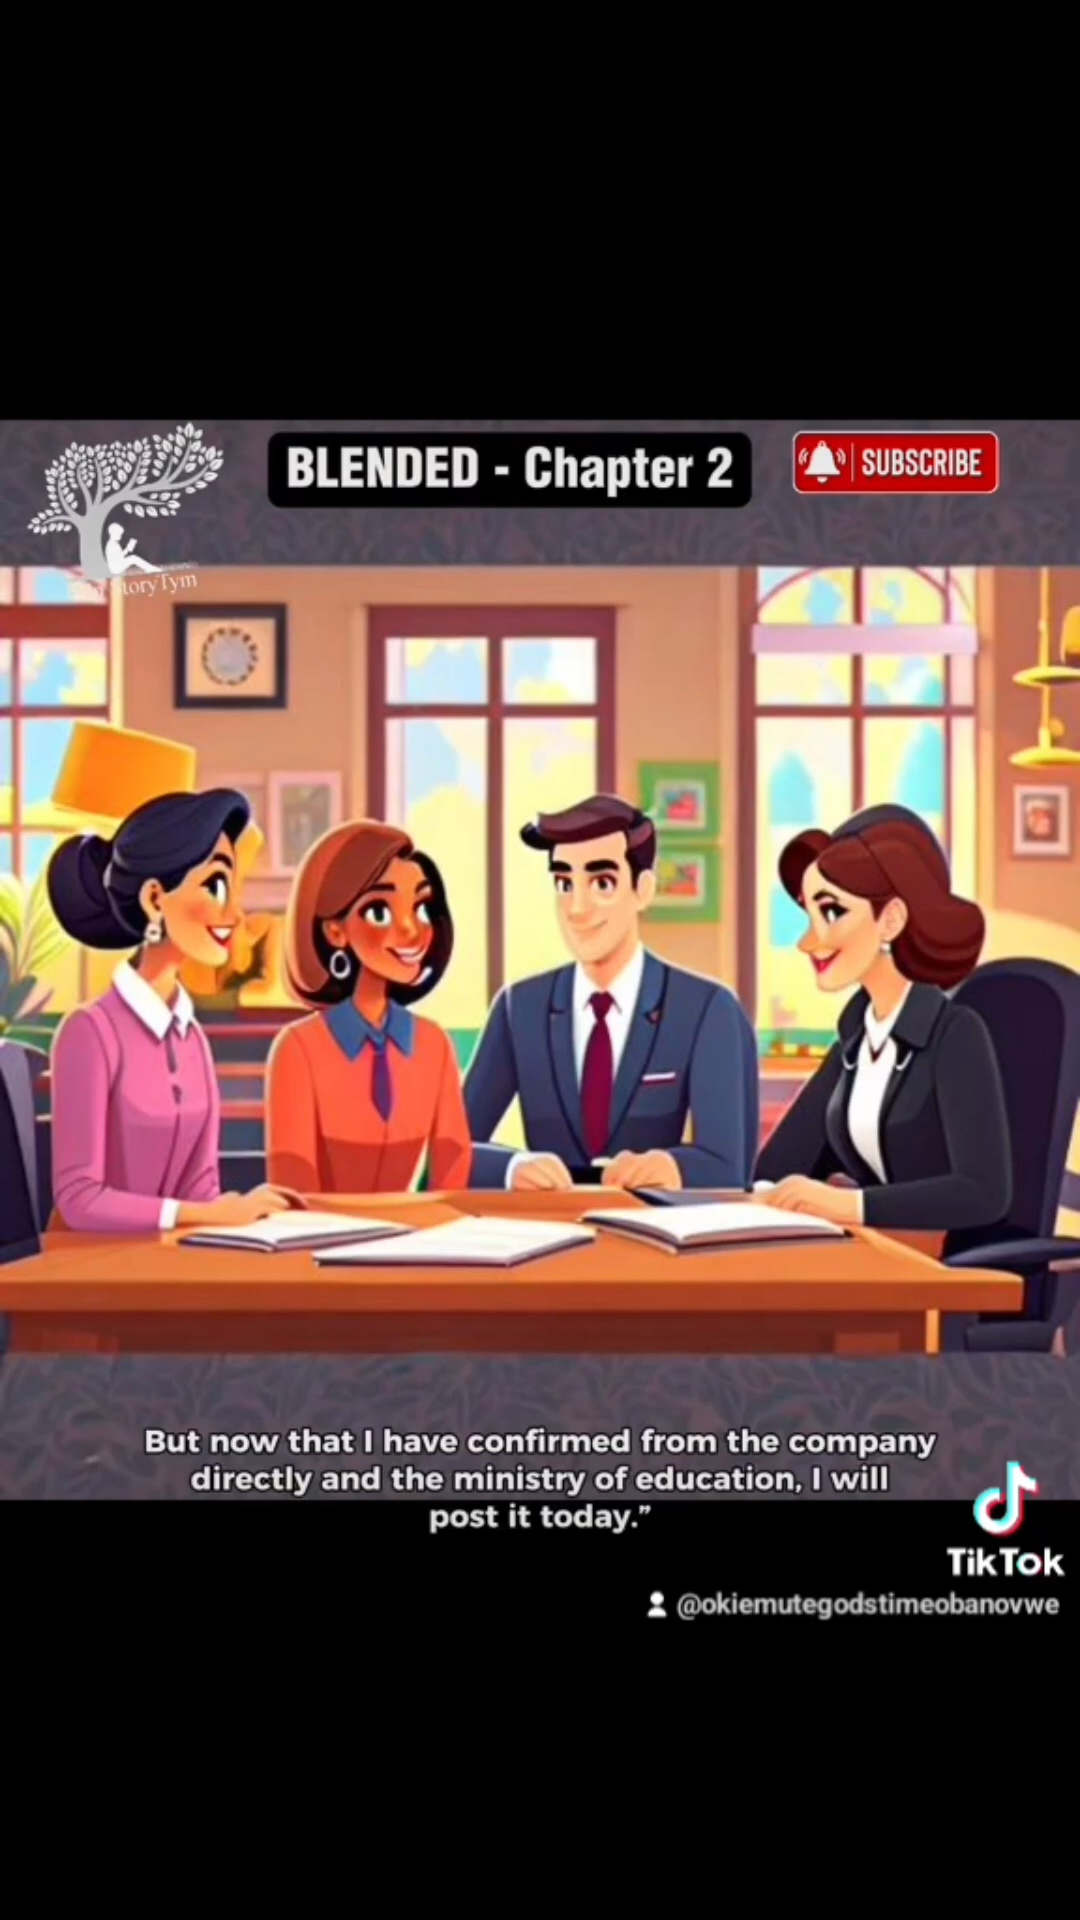 BLENDED - Chapter 2
SUBSCRIBE
StoryTym
But now that I have confirmed from the company
directly and the ministry of education, I will
post it today.”
TikTok
@okiemutegodstimeobanovwe